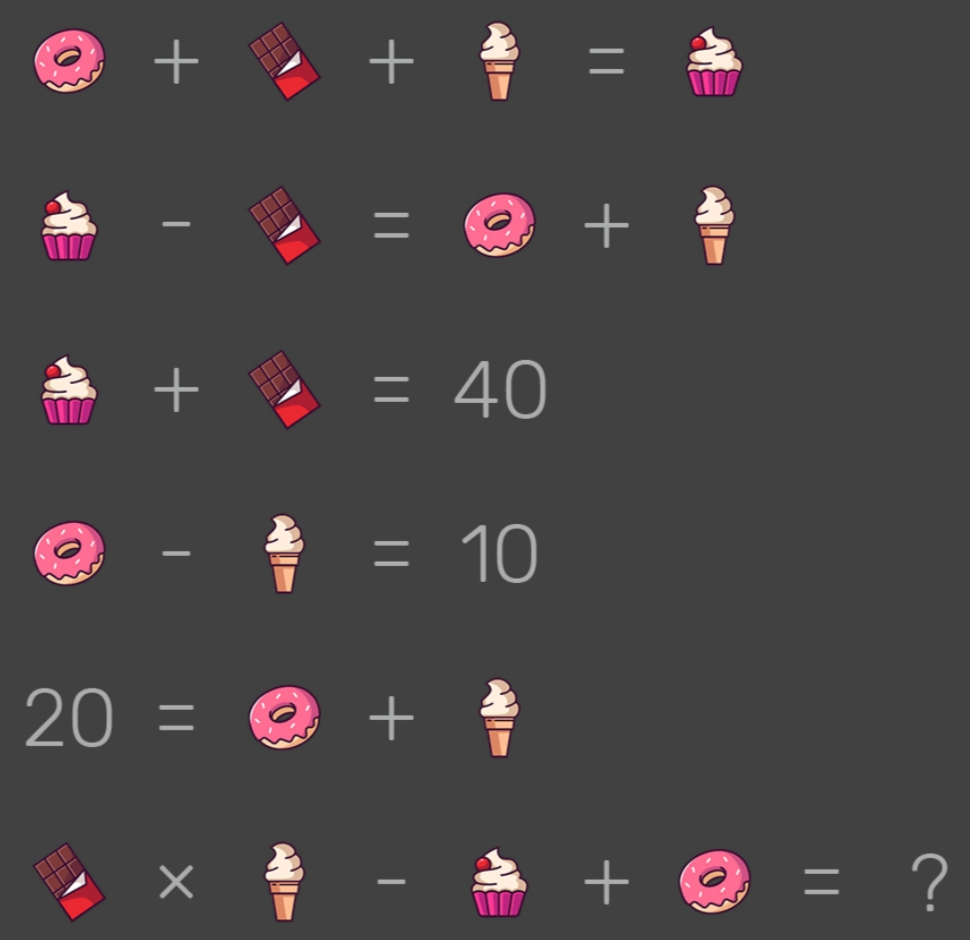 + + =
- = +
+ = 40
- = 10
20 = +
× - + = ?